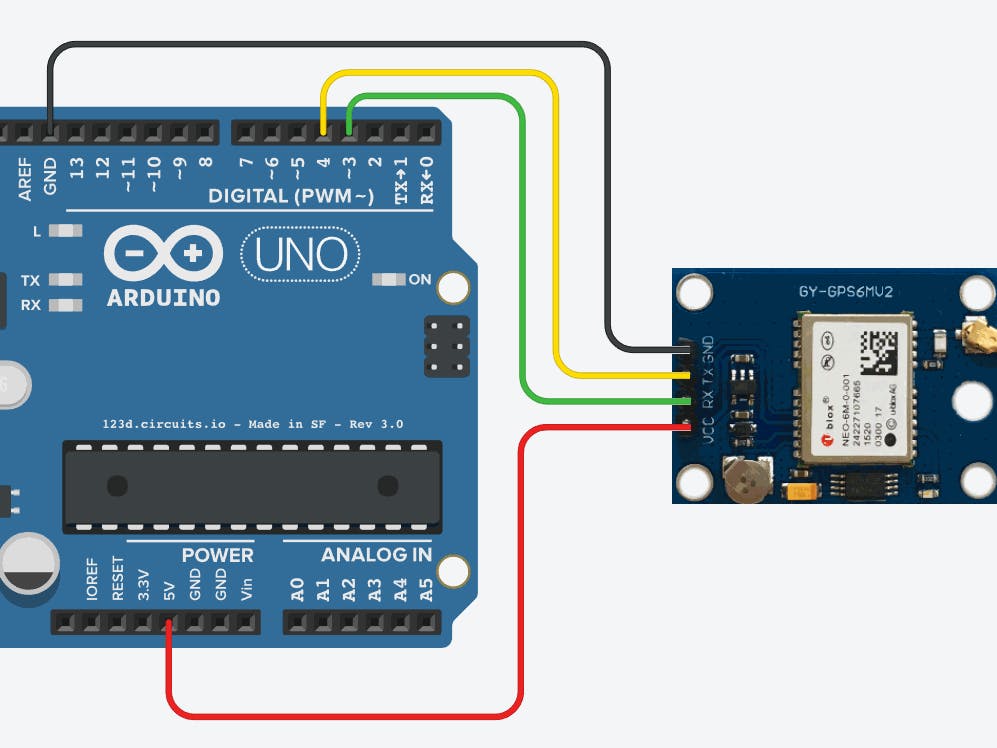 AREF
GND
13
12
~11
~10
~9
8
7
~6
~5
4
~3
2
TX→1
RX←0
DIGITAL (PWM~)
L
TX
RX
UNO
ARDUINO
ON
GY-GPS6MV2
GND
TX
RX
VCC
u blox®
NEO-6M-0-001
24227107665
1520
0300 17
© u-blox AG
123d.circuits.io - Made in SF - Rev 3.0
POWER
ANALOG IN
IOREF
RESET
3.3V
5V
GND
GND
Vin
A0
A1
A2
A3
A4
A5